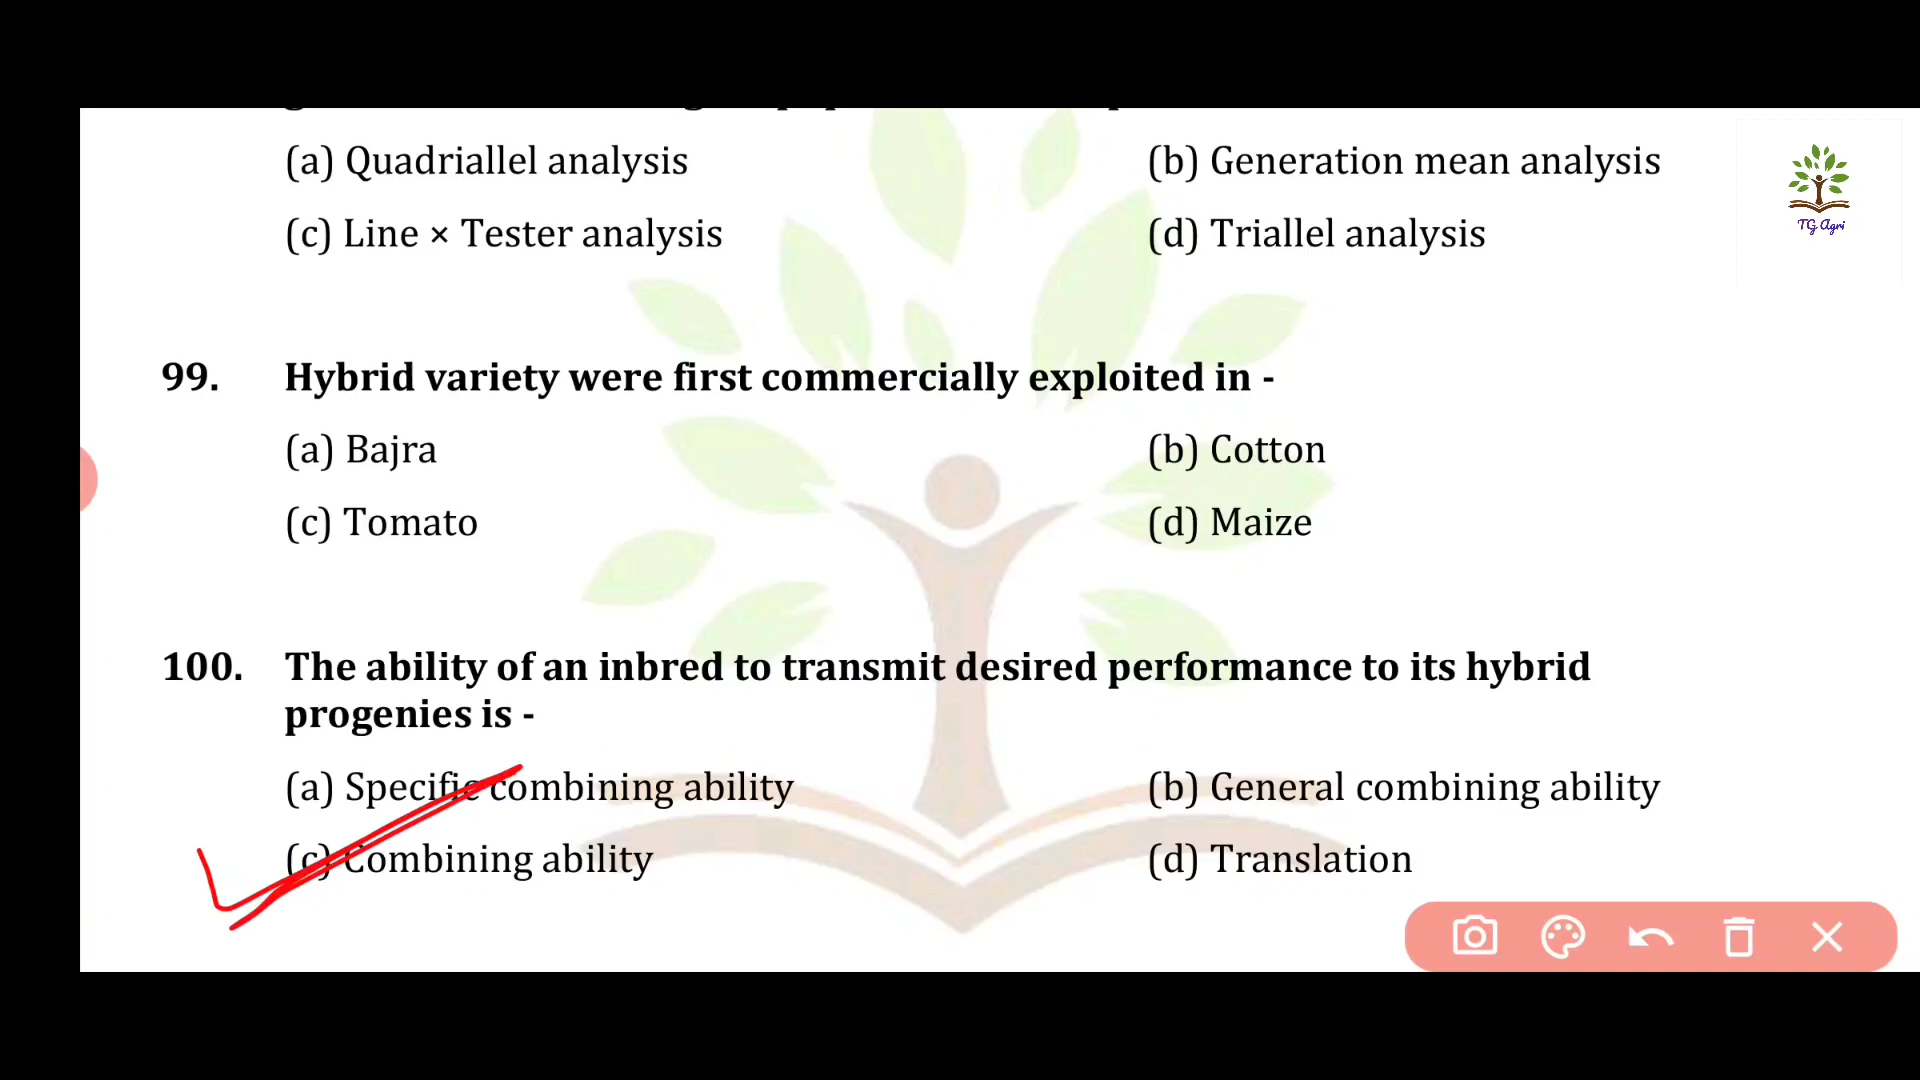 (a) Quadriallel analysis (b) Generation mean analysis
(c) Line × Tester analysis (d) Triallel analysis
TG Agri
99. Hybrid variety were first commercially exploited in -
(a) Bajra (b) Cotton
(c) Tomato (d) Maize
100. The ability of an inbred to transmit desired performance to its hybrid
progenies is -
(a) Specific combining ability (b) General combining ability
(c) Combining ability (d) Translation